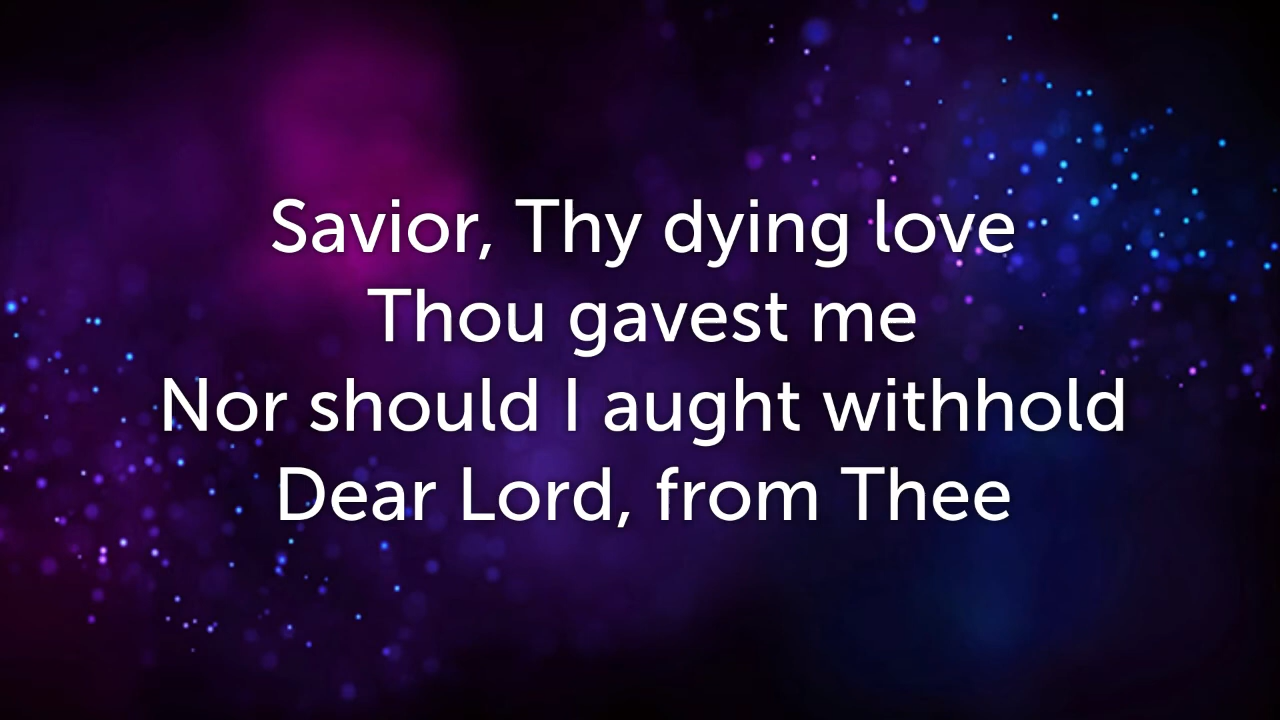 Savior, Thy dying love
Thou gavest me
Nor should I aught withhold
Dear Lord, from Thee